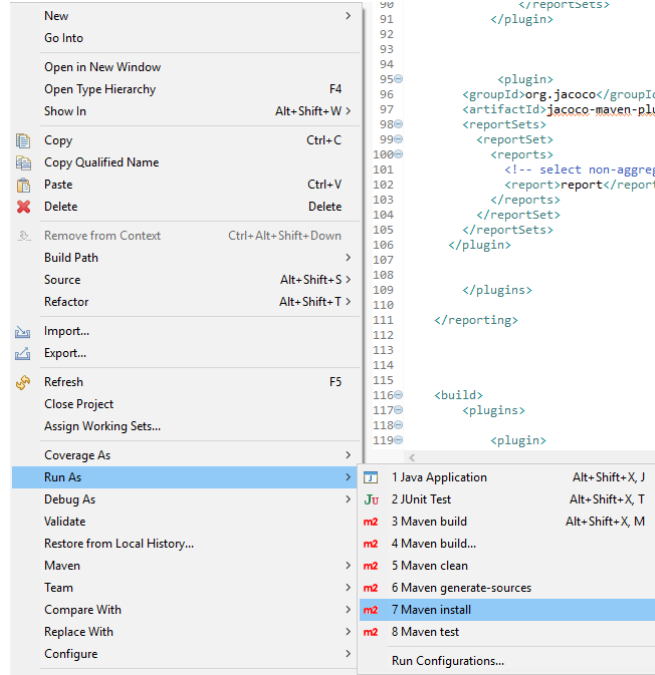 New >
Go Into
Open in New Window
Open Type Hierarchy F4
Show In Alt+Shift+W >
Copy Ctrl+C
Copy Qualified Name
Paste Ctrl+V
Delete Delete
Remove from Context Ctrl+Alt+Shift+Down
Build Path >
Source Alt+Shift+S >
Refactor Alt+Shift+T >
Import...
Export...
Refresh F5
Close Project
Assign Working Sets...
Coverage As >
Run As >
Debug As >
Validate
Restore from Local History...
Maven >
Team >
Compare With >
Replace With >
Configure >
90 </reportSets>
91 </plugin>
92
93
94
95 <plugin>
96 <groupId>org.jacoco</groupId
97 <artifactId>jacoco-maven-plu
98 <reportSets>
99 <reportSet>
100 <reports>
101 <!-- select non-aggreg
102 <report>report</report
103 </reports>
104 </reportSet>
105 </reportSets>
106 </plugin>
107
108
109 </plugins>
110
111 </reporting>
112
113
114
115
116 <build>
117 <plugins>
118
119 <plugin>
<
J 1 Java Application Alt+Shift+X, J
Ju 2 JUnit Test Alt+Shift+X, T
m2 3 Maven build Alt+Shift+X, M
m2 4 Maven build...
m2 5 Maven clean
m2 6 Maven generate-sources
m2 7 Maven install
m2 8 Maven test
Run Configurations...